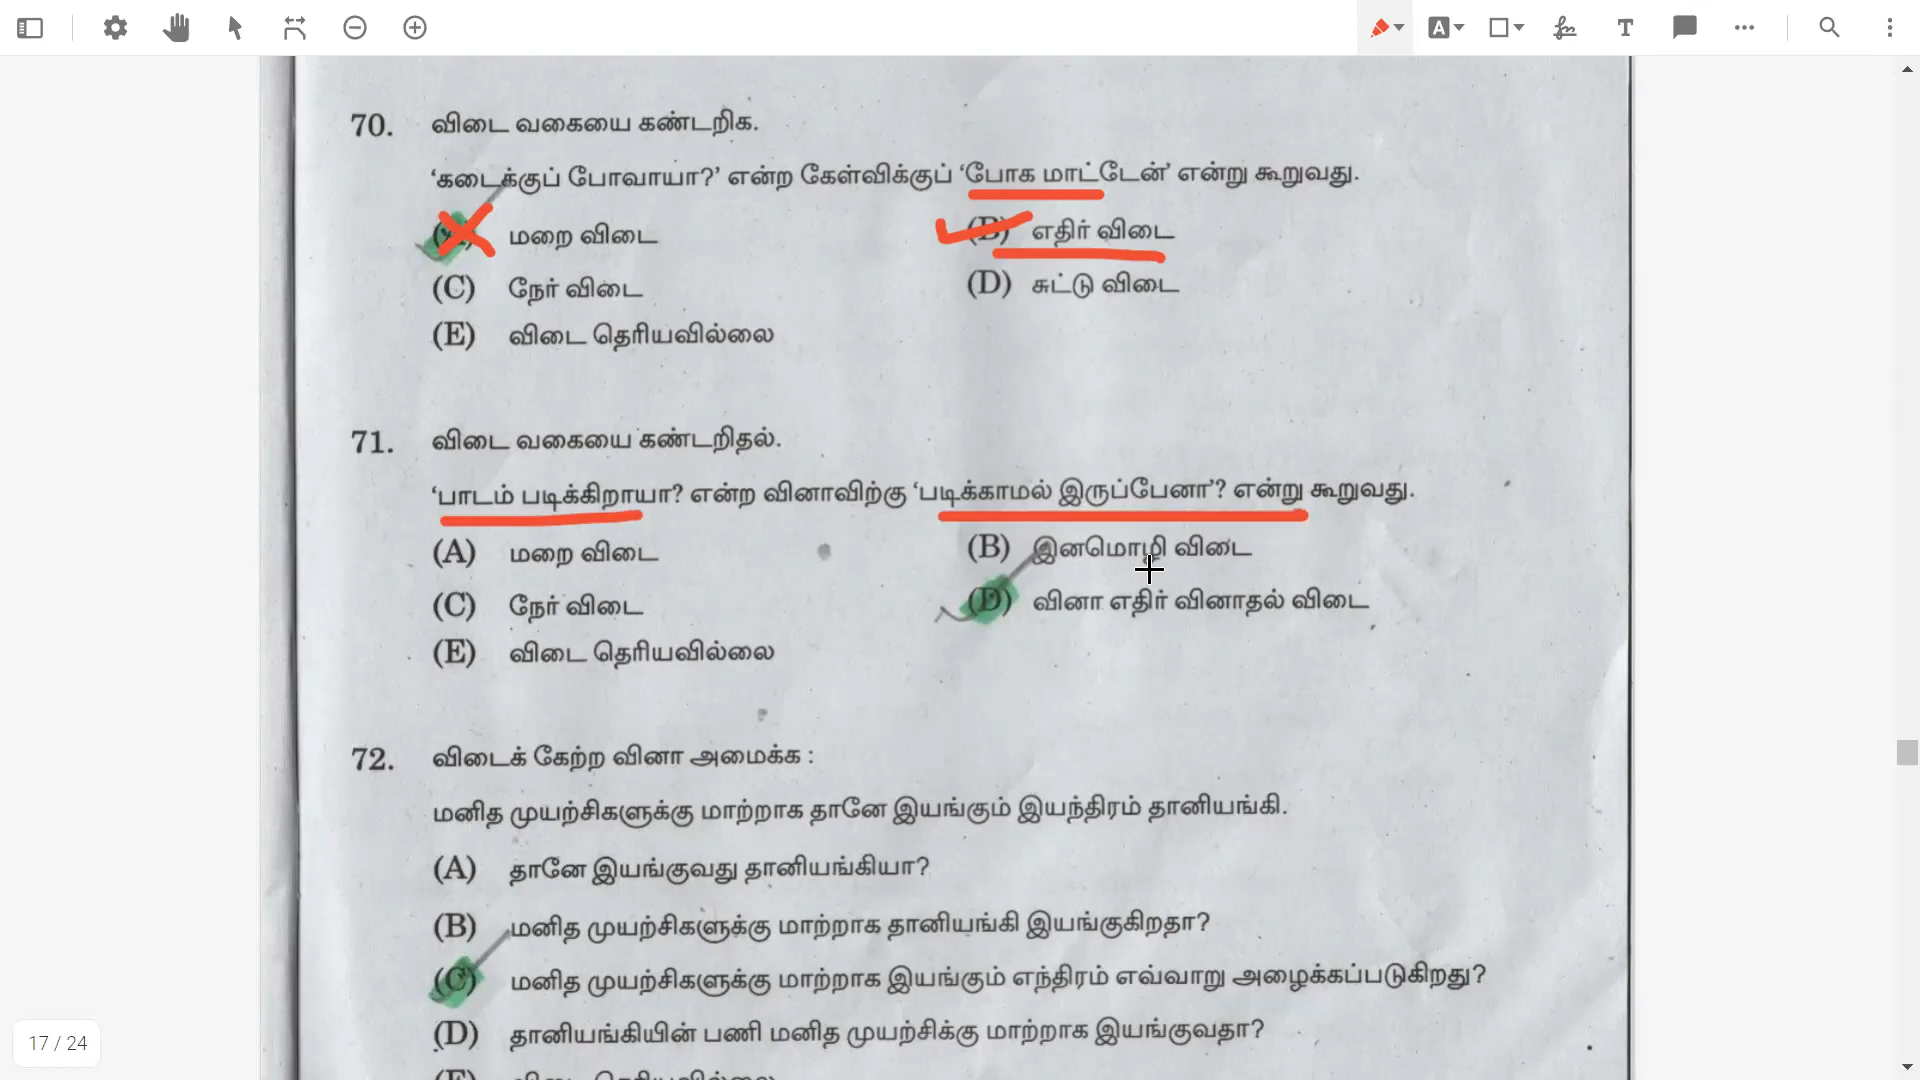 70. விடை வகையை கண்டறிக.
‘கடைக்குப் போவாயா?’ என்ற கேள்விக்குப் ‘போக மாட்டேன்’ என்று கூறுவது.
(A) மறை விடை (B) எதிர் விடை
(C) நேர் விடை (D) சுட்டு விடை
(E) விடை தெரியவில்லை
71. விடை வகையை கண்டறிதல்.
‘பாடம் படிக்கிறாயா? என்ற வினாவிற்கு ‘படிக்காமல் இருப்பேனா’? என்று கூறுவது.
(A) மறை விடை (B) இனமொழி விடை
(C) நேர் விடை (D) வினா எதிர் வினாதல் விடை
(E) விடை தெரியவில்லை
72. விடைக் கேற்ற வினா அமைக்க :
மனித முயற்சிகளுக்கு மாற்றாக தானே இயங்கும் இயந்திரம் தானியங்கி.
(A) தானே இயங்குவது தானியங்கியா?
(B) மனித முயற்சிகளுக்கு மாற்றாக தானியங்கி இயங்குகிறதா?
(C) மனித முயற்சிகளுக்கு மாற்றாக இயங்கும் எந்திரம் எவ்வாறு அழைக்கப்படுகிறது?
(D) தானியங்கியின் பணி மனித முயற்சிக்கு மாற்றாக இயங்குவதா?
17 / 24